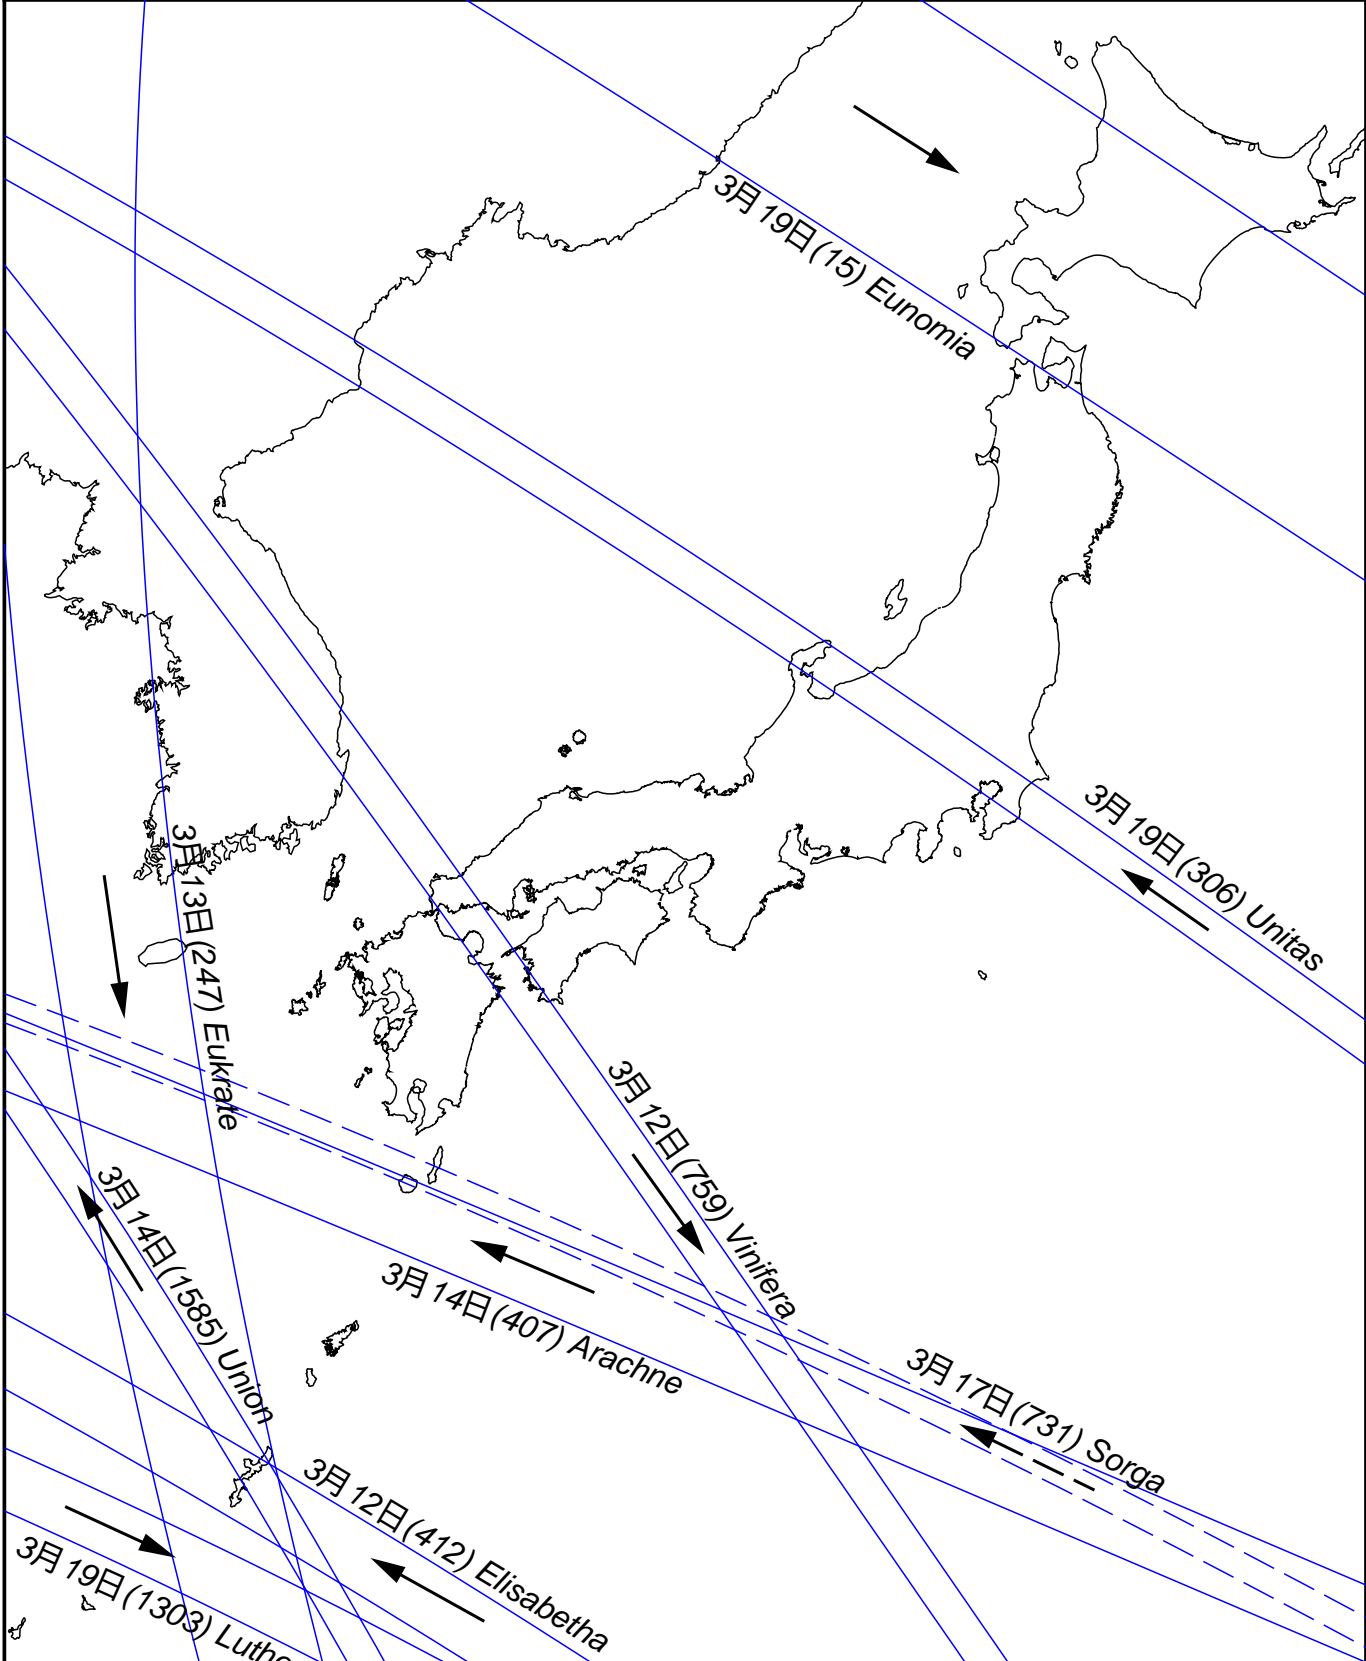 3月19日(15) Eunomia
3月19日(306) Unitas
3月13日(247) Eukrate
3月12日(759) Vinifera
3月14日(1585) Union
3月14日(407) Arachne
3月17日(731) Sorga
3月12日(412) Elisabetha
3月19日(1303) Luthe